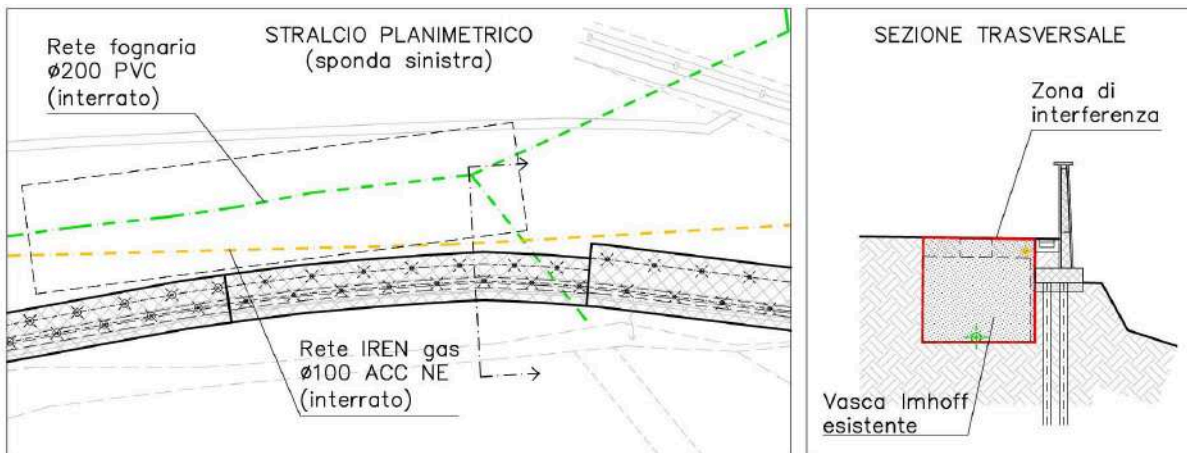 STRALCIO PLANIMETRICO
(sponda sinistra)
Rete fognaria
ø200 PVC
(interrato)
Rete IREN gas
ø100 ACC NE
(interrato)
SEZIONE TRASVERSALE
Zona di
interferenza
Vasca Imhoff
esistente